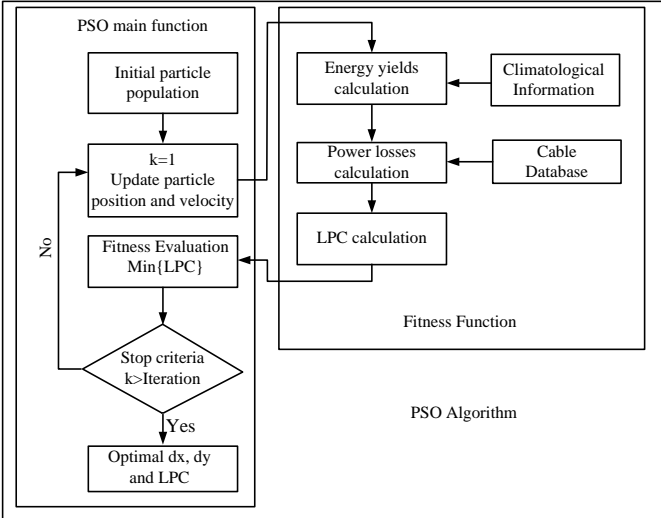 PSO main function
Initial particle
population
k=1
Update particle
position and velocity
No
Fitness Evaluation
Min{LPC}
Stop criteria
k>Iteration
Yes
Optimal dx, dy
and LPC
Energy yields
calculation
Climatological
Information
Power losses
calculation
Cable
Database
LPC calculation
Fitness Function
PSO Algorithm